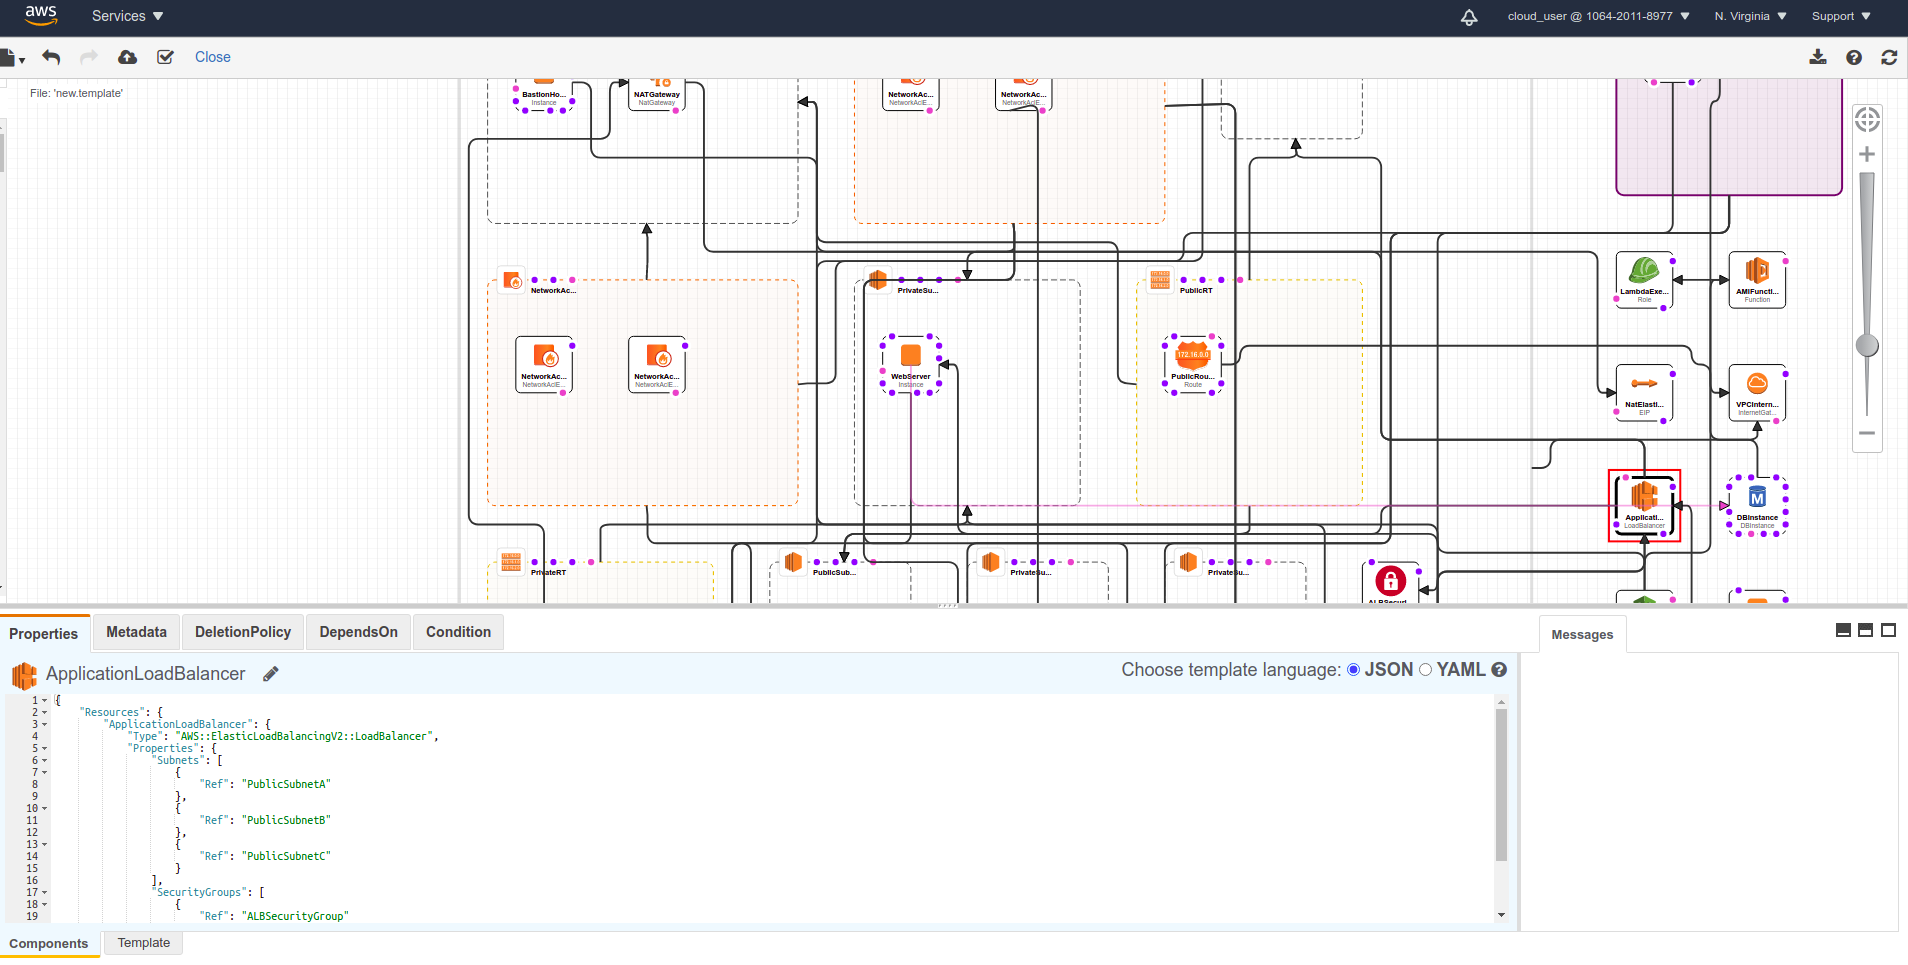 aws
Services
cloud_user @ 1064-2011-8977
N. Virginia
Support
Close
File: 'new.template'
BastionHo...
Instance
NATGateway
NatGateway
NetworkAc...
NetworkAclE...
NetworkAc...
NetworkAclE...
NetworkAc...
PrivateSu...
PublicRT
LambdaExe...
Role
AMIFuncti...
Function
NetworkAc...
NetworkAclE...
NetworkAc...
NetworkAclE...
WebServer
Instance
172.16.0.0
PublicRou...
Route
NatElasti...
EIP
VPCIntern...
InternetGat...
Applicati...
LoadBalancer
M
DBInstance
DBInstance
PrivateRT
PublicSub...
PrivateSu...
PrivateSu...
ALBSecurit...
Properties
Metadata
DeletionPolicy
DependsOn
Condition
Messages
ApplicationLoadBalancer
Choose template language: JSON YAML
1 {
2 "Resources": {
3 "ApplicationLoadBalancer": {
4 "Type": "AWS::ElasticLoadBalancingV2::LoadBalancer",
5 "Properties": {
6 "Subnets": [
7 {
8 "Ref": "PublicSubnetA"
9 },
10 {
11 "Ref": "PublicSubnetB"
12 },
13 {
14 "Ref": "PublicSubnetC"
15 }
16 ],
17 "SecurityGroups": [
18 {
19 "Ref": "ALBSecurityGroup"
Components
Template